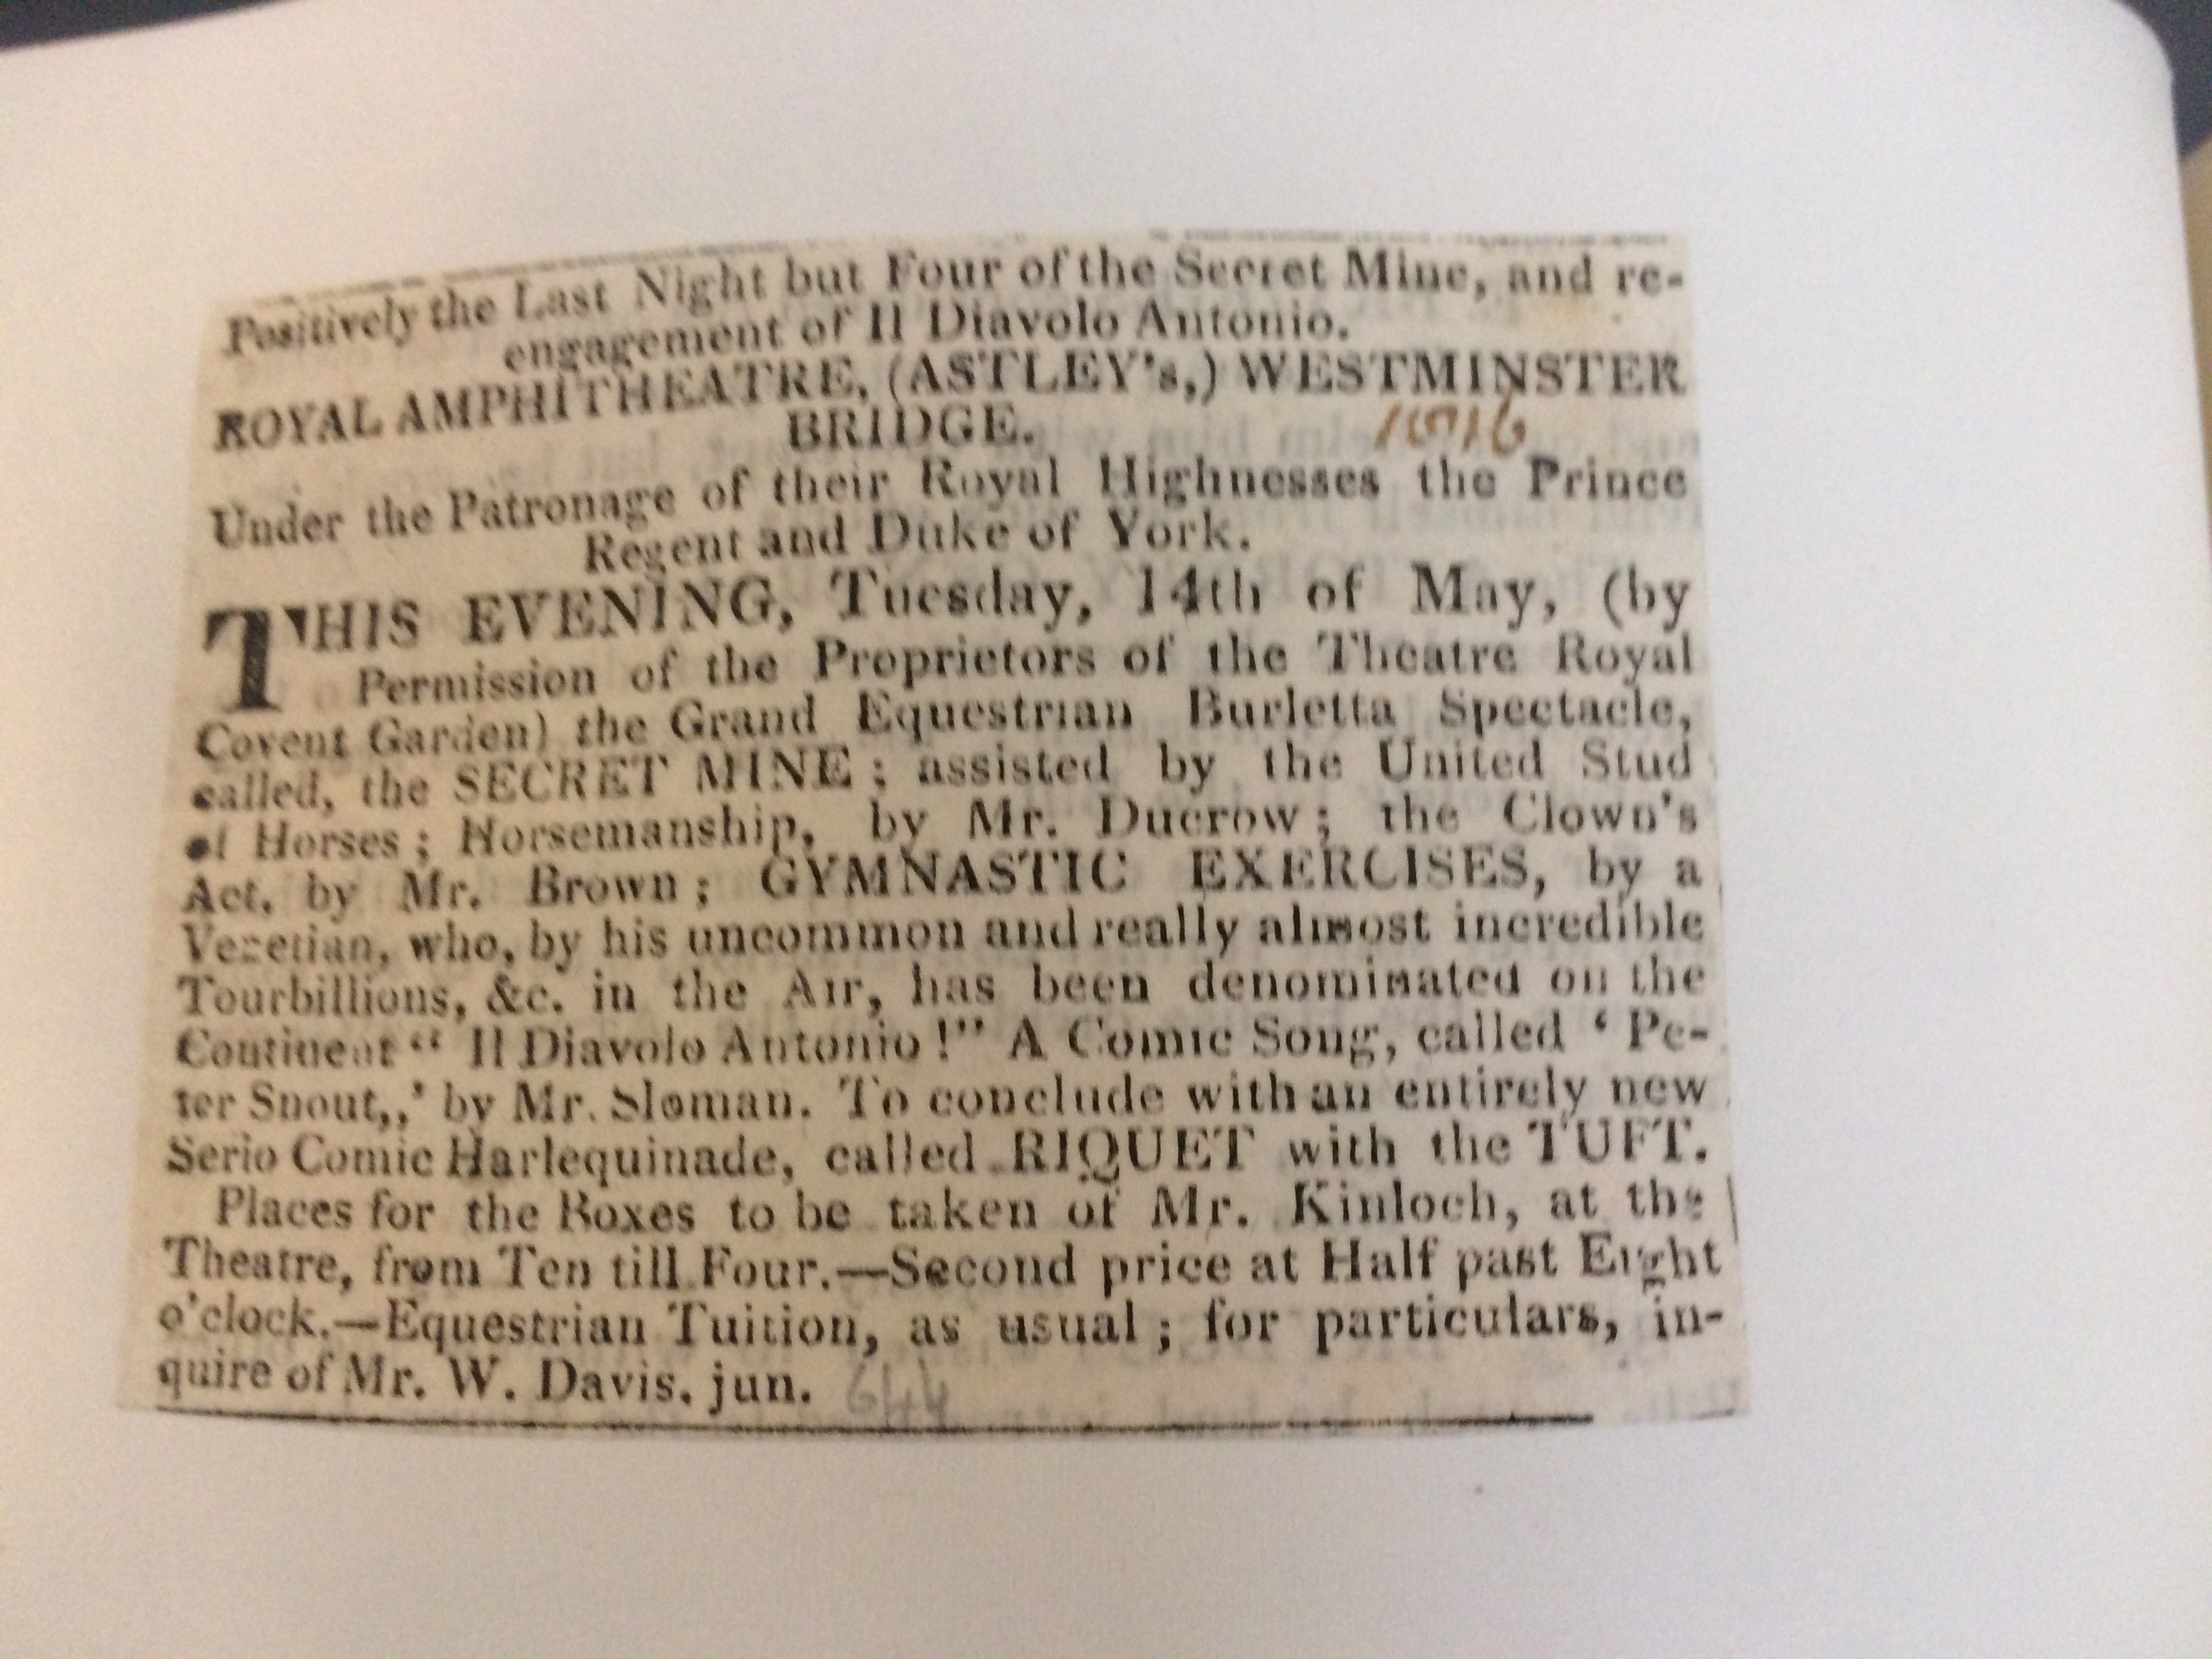 Positively the Last Night but Four of the Secret Mine, and re-
engagement of Il Diavolo Antonio.
ROYAL AMPHITHEATRE, (ASTLEY's,) WESTMINSTER
BRIDGE.
1816
Under the Patronage of their Royal Highnesses the Prince
Regent and Duke of York.
THIS EVENING, Tuesday, 14th of May, (by
Permission of the Proprietors of the Theatre Royal
Covent Garden) the Grand Equestrian Burletta Spectacle,
called, the SECRET MINE; assisted by the United Stud
of Horses; Horsemanship, by Mr. Ducrow; the Clown's
Act, by Mr. Brown; GYMNASTIC EXERCISES, by a
Vezetian, who, by his uncommon and really almost incredible
Tourbillions, &c. in the Air, has been denominated on the
Continent "Il Diavolo Antonio!" A Comic Song, called 'Pe-
ter Snout,,' by Mr. Sloman. To conclude with an entirely new
Serio Comic Harlequinade, called RIQUET with the TUFT.
Places for the Boxes to be taken of Mr. Kinloch, at the
Theatre, from Ten till Four.—Second price at Half past Eight
o'clock.—Equestrian Tuition, as usual; for particulars, in-
quire of Mr. W. Davis, jun. 644